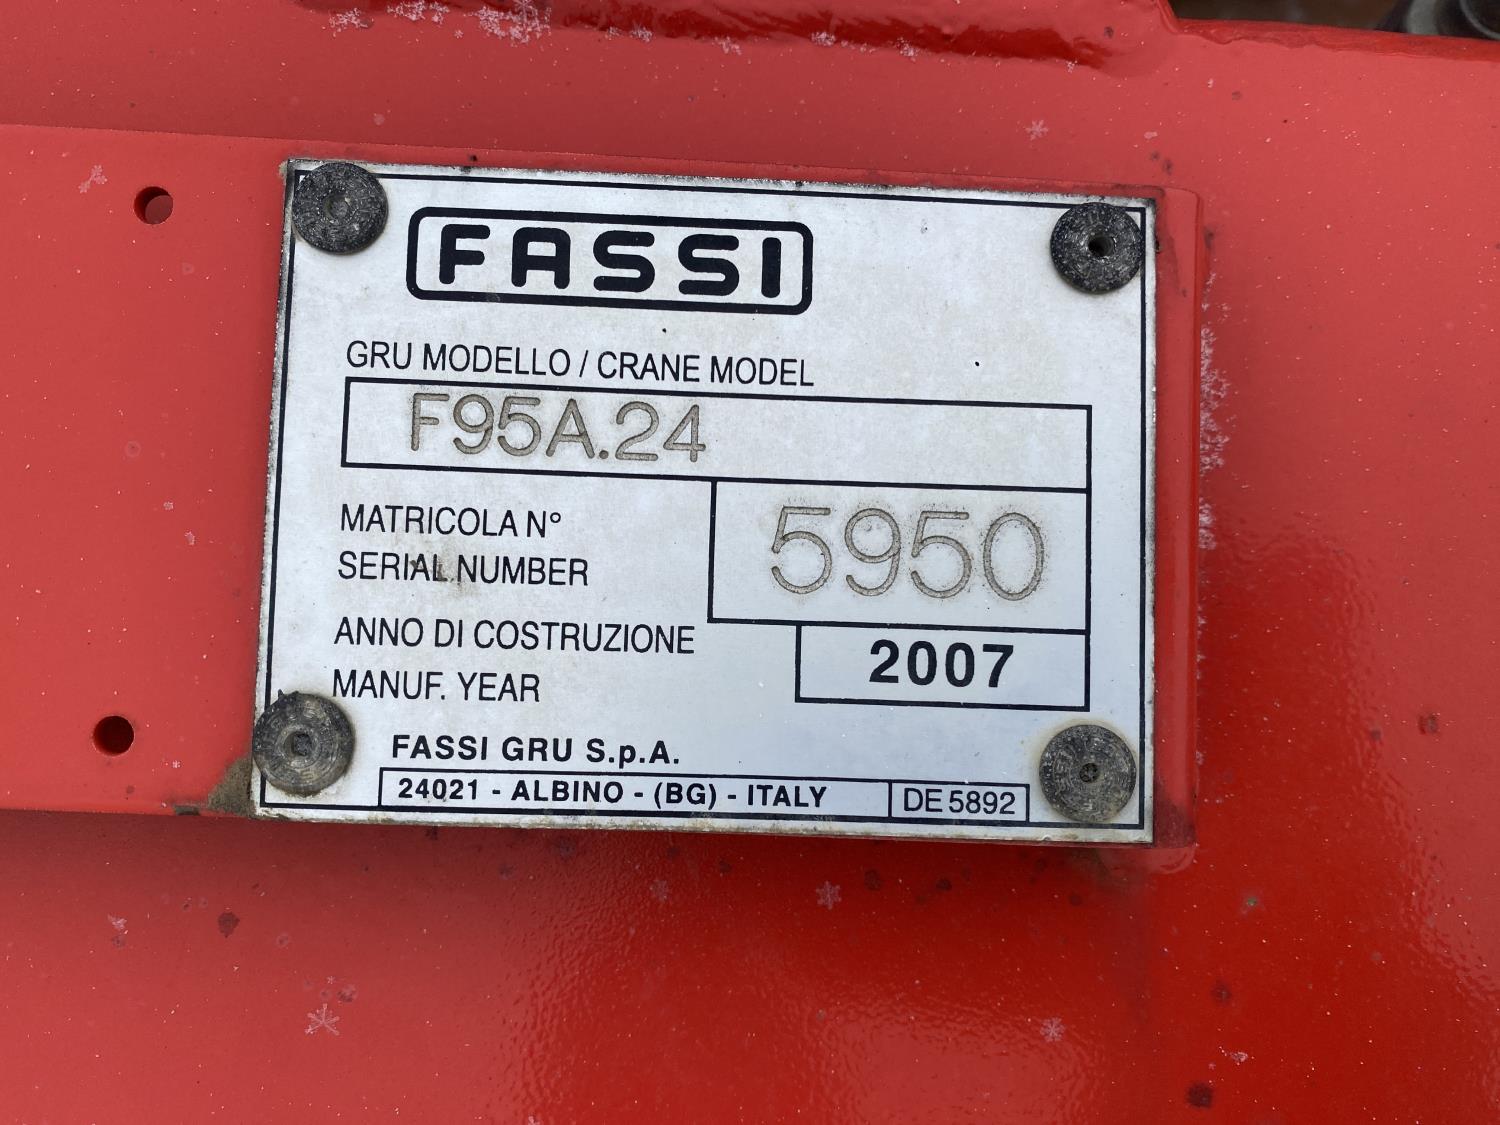 FASSI
GRU MODELLO / CRANE MODEL
F95A.24
MATRICOLA N°
SERIAL NUMBER
5950
ANNO DI COSTRUZIONE
MANUF. YEAR
2007
FASSI GRU S.p.A.
24021 - ALBINO - (BG) - ITALY
DE 5892